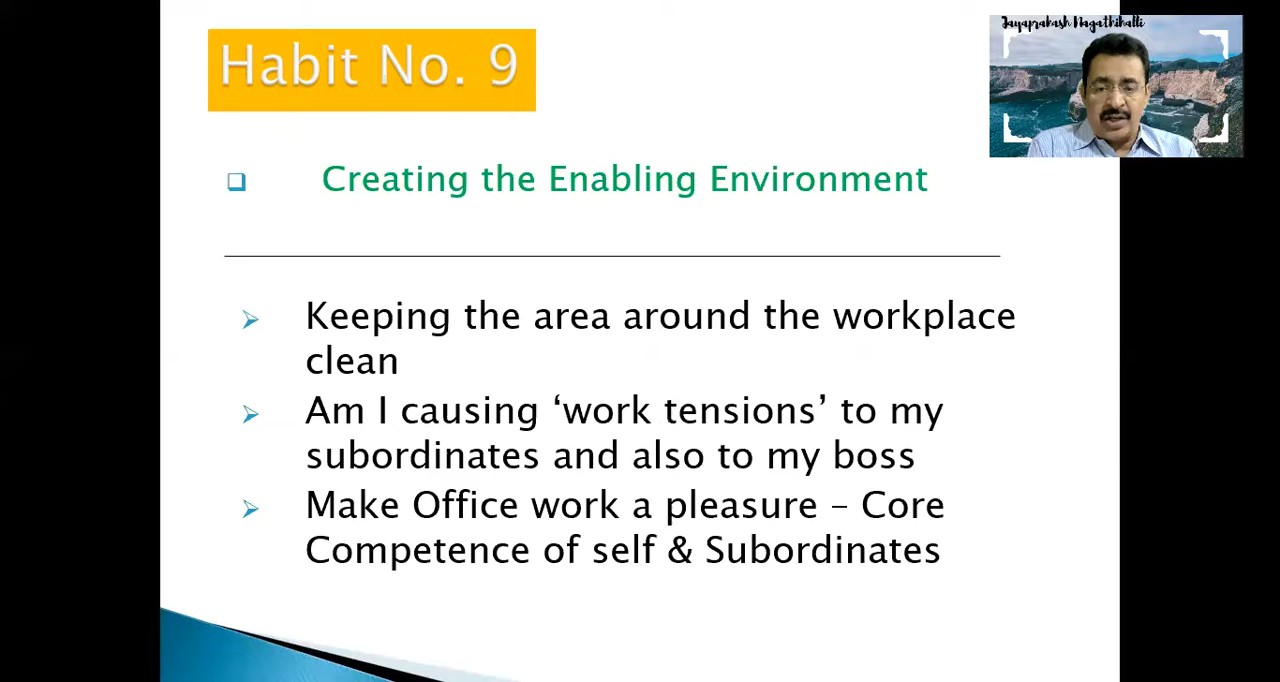 Habit No. 9
Jayaprakash Nagathihalli
Creating the Enabling Environment
Keeping the area around the workplace
clean
Am I causing ‘work tensions’ to my
subordinates and also to my boss
Make Office work a pleasure – Core
Competence of self & Subordinates